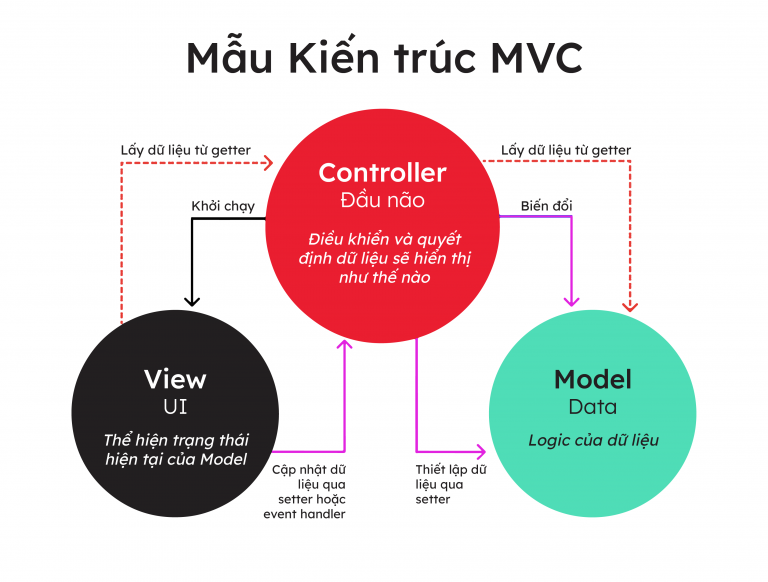 Mẫu Kiến trúc MVC
Lấy dữ liệu từ getter
Lấy dữ liệu từ getter
Controller
Đầu não
Điều khiển và quyết
định dữ liệu sẽ hiển thị
như thế nào
Khởi chạy
Biến đổi
View
UI
Thể hiện trạng thái
hiện tại của Model
Model
Data
Logic của dữ liệu
Cập nhật dữ
liệu qua
setter hoặc
event handler
Thiết lập dữ
liệu qua
setter